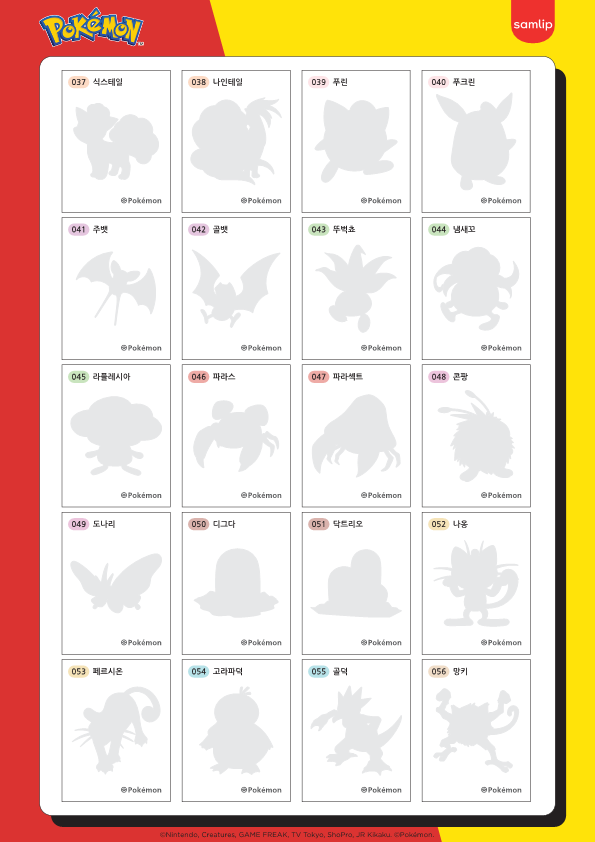 POKéMON
TM
samlip
037 식스테일
038 나인테일
039 푸린
040 푸크린
Pokémon
Pokémon
Pokémon
Pokémon
041 주뱃
042 골뱃
043 뚜벅쵸
044 냄새꼬
Pokémon
Pokémon
Pokémon
Pokémon
045 라플레시아
046 파라스
047 파라섹트
048 콘팡
Pokémon
Pokémon
Pokémon
Pokémon
049 도나리
050 디그다
051 닥트리오
052 나옹
Pokémon
Pokémon
Pokémon
Pokémon
053 페르시온
054 고라파덕
055 골덕
056 망키
Pokémon
Pokémon
Pokémon
Pokémon
©Nintendo, Creatures, GAME FREAK, TV Tokyo, ShoPro, JR Kikaku. ©Pokémon.